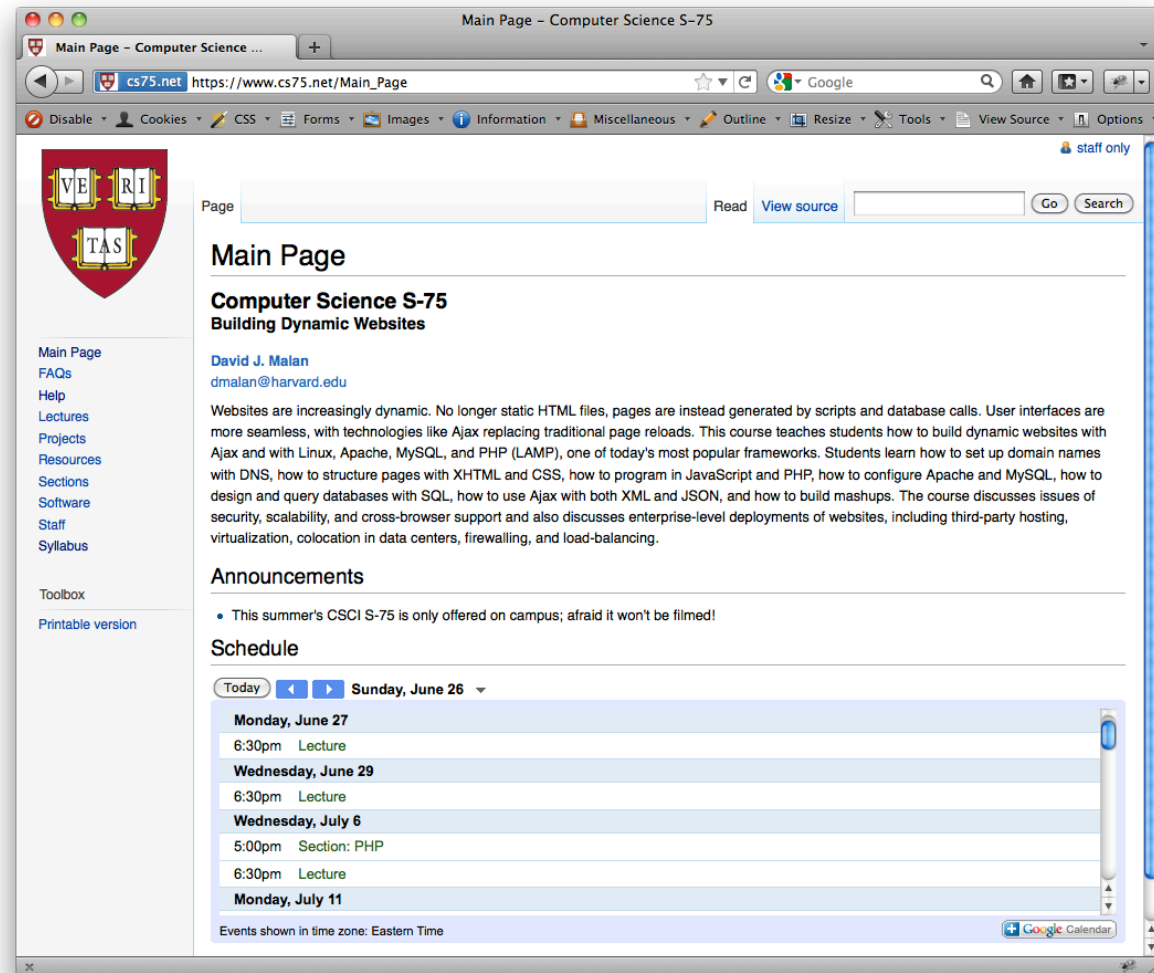 Main Page – Computer Science S-75
Main Page – Computer Science ...
cs75.net https://www.cs75.net/Main_Page
Google
Disable Cookies CSS Forms Images Information Miscellaneous Outline Resize Tools View Source Options
staff only
VE RI
TAS
Page Read View source Go Search
Main Page
Computer Science S-75
Building Dynamic Websites
David J. Malan
dmalan@harvard.edu
Websites are increasingly dynamic. No longer static HTML files, pages are instead generated by scripts and database calls. User interfaces are
more seamless, with technologies like Ajax replacing traditional page reloads. This course teaches students how to build dynamic websites with
Ajax and with Linux, Apache, MySQL, and PHP (LAMP), one of today's most popular frameworks. Students learn how to set up domain names
with DNS, how to structure pages with XHTML and CSS, how to program in JavaScript and PHP, how to configure Apache and MySQL, how to
design and query databases with SQL, how to use Ajax with both XML and JSON, and how to build mashups. The course discusses issues of
security, scalability, and cross-browser support and also discusses enterprise-level deployments of websites, including third-party hosting,
virtualization, colocation in data centers, firewalling, and load-balancing.
Announcements
This summer's CSCI S-75 is only offered on campus; afraid it won't be filmed!
Schedule
Today Sunday, June 26
Monday, June 27
6:30pm Lecture
Wednesday, June 29
6:30pm Lecture
Wednesday, July 6
5:00pm Section: PHP
6:30pm Lecture
Monday, July 11
Events shown in time zone: Eastern Time
Google Calendar
Main Page
FAQs
Help
Lectures
Projects
Resources
Sections
Software
Staff
Syllabus
Toolbox
Printable version